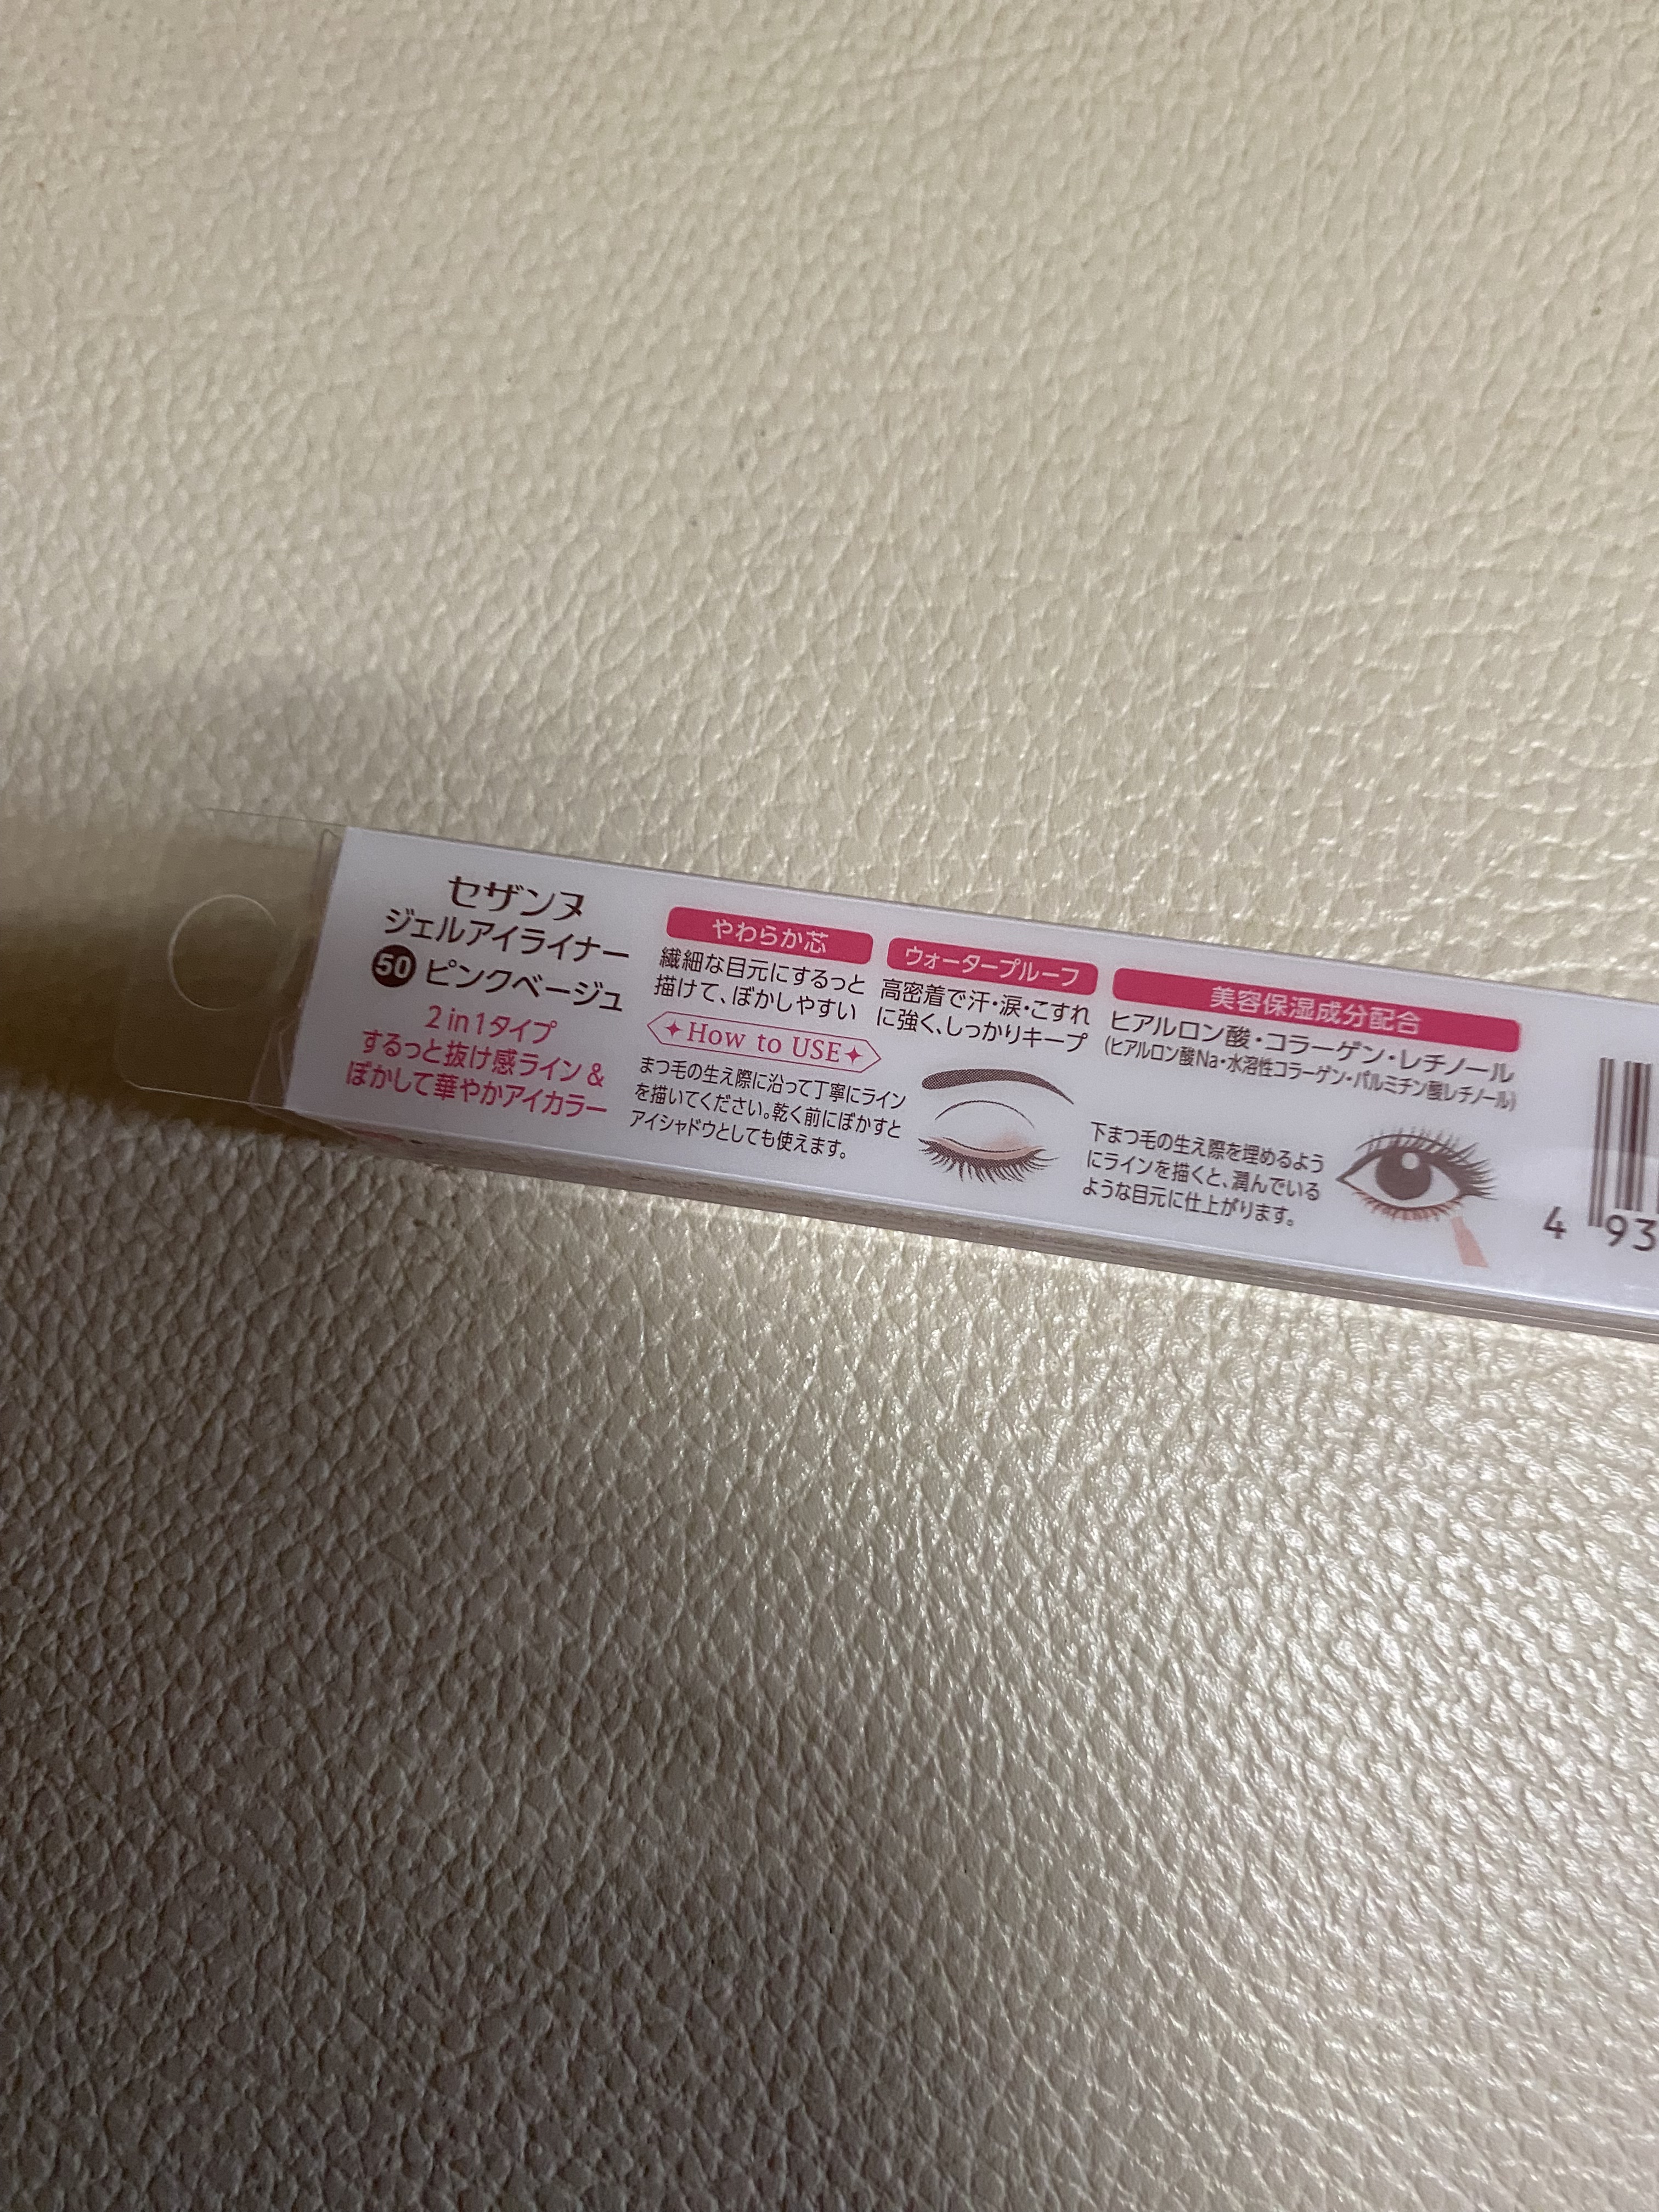 セザンヌ
ジェルアイライナー
50 ピンクベージュ
2 in 1タイプ
するっと抜け感ライン &
ぼかして華やかアイカラー
やわらか芯
繊細な目元にするっと
描けて、ぼかしやすい
ウォータープルーフ
高密着で汗・涙・こすれ
に強く、しっかりキープ
美容保湿成分配合
ヒアルロン酸・コラーゲン・レチノール
(ヒアルロン酸Na・水溶性コラーゲン・パルミチン酸レチノール)
How to USE
まつ毛の生え際に沿って丁寧にライン
を描いてください。乾く前にぼかすと
アイシャドウとしても使えます。
下まつ毛の生え際を埋めるよう
にラインを描くと、潤んでいる
ような目元に仕上がります。
4 93